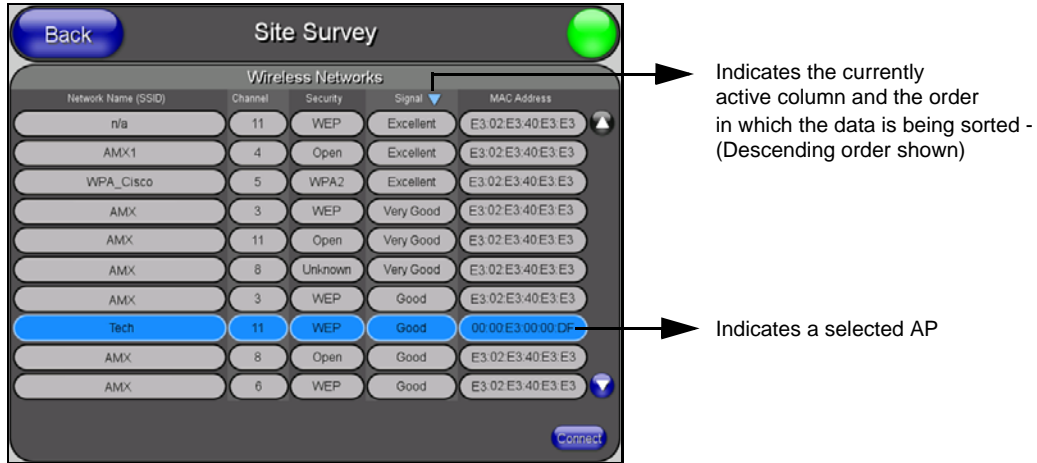 Back
Site Survey
Wireless Networks
Network Name (SSID) Channel Security Signal MAC Address
n/a 11 WEP Excellent E3:02:E3:40:E3:E3
AMX1 4 Open Excellent E3:02:E3:40:E3:E3
WPA_Cisco 5 WPA2 Excellent E3:02:E3:40:E3:E3
AMX 3 WEP Very Good E3:02:E3:40:E3:E3
AMX 11 Open Very Good E3:02:E3:40:E3:E3
AMX 8 Unknown Very Good E3:02:E3:40:E3:E3
AMX 3 WEP Good E3:02:E3:40:E3:E3
Tech 11 WEP Good 00:00:E3:00:00:DF
AMX 8 Open Good E3:02:E3:40:E3:E3
AMX 6 WEP Good E3:02:E3:40:E3:E3
Connect
Indicates the currently
active column and the order
in which the data is being sorted -
(Descending order shown)
Indicates a selected AP